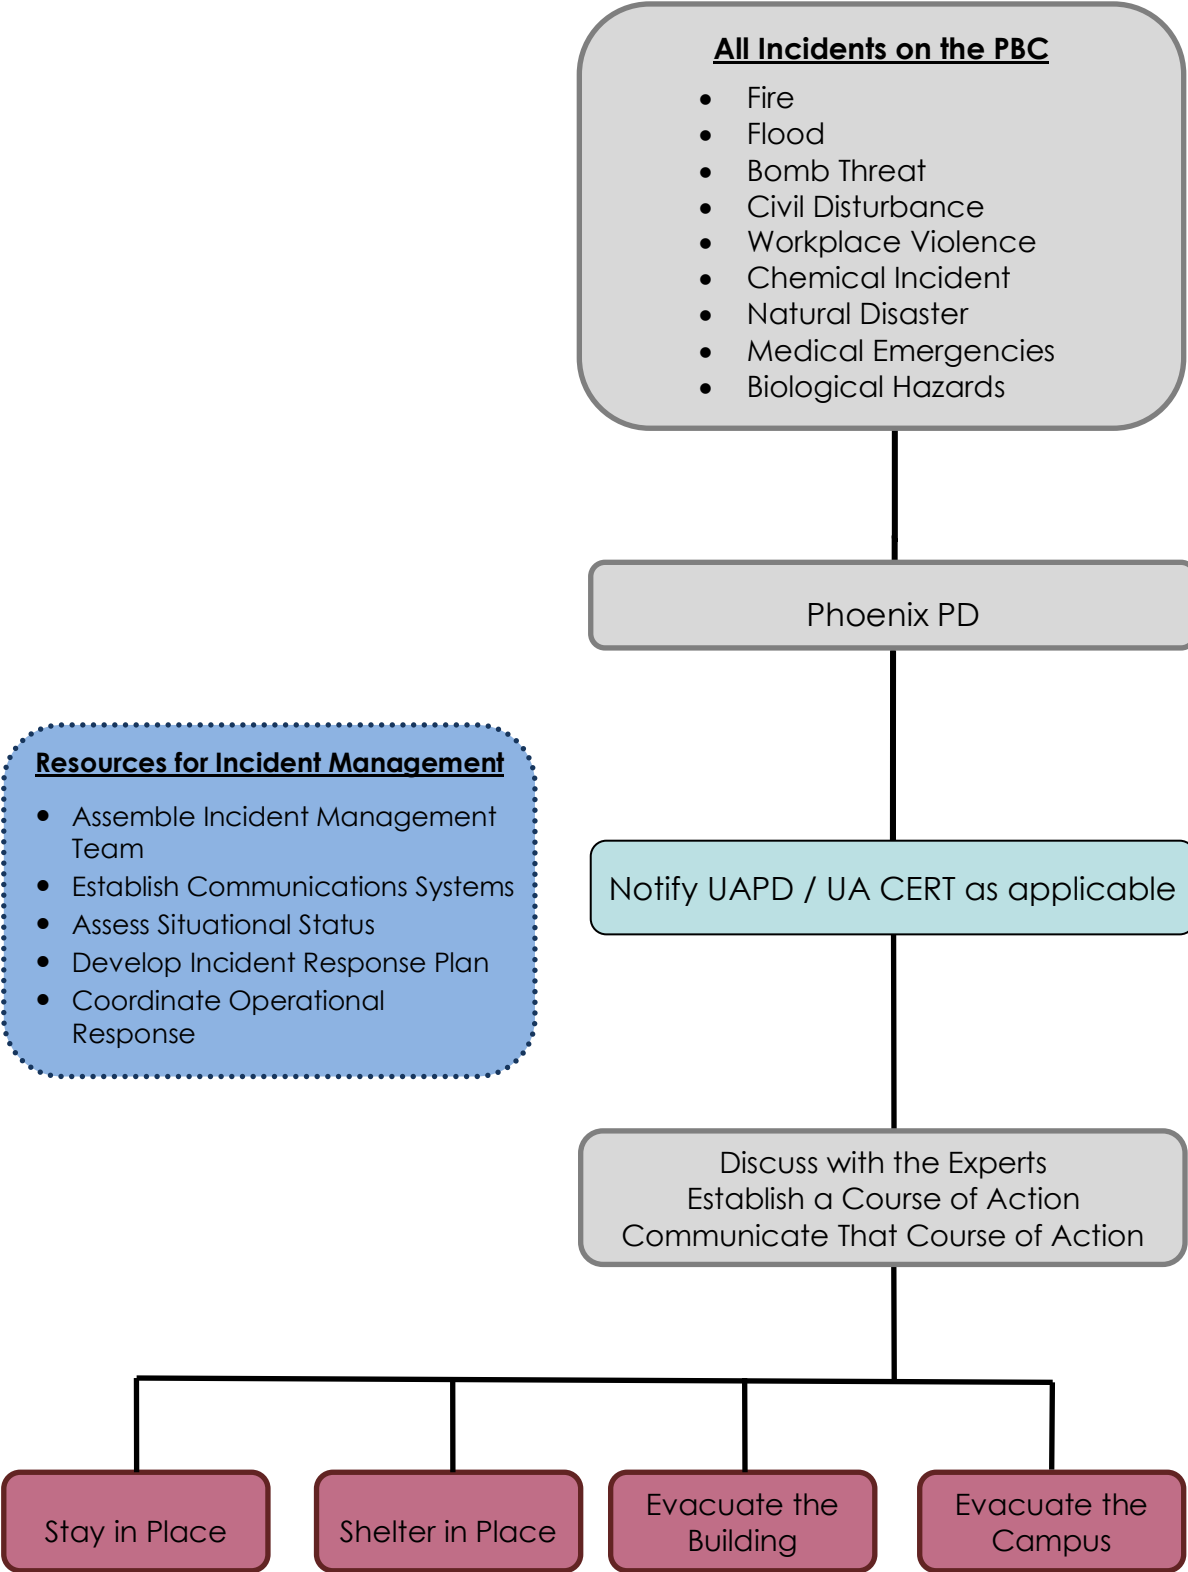 All Incidents on the PBC
• Fire
• Flood
• Bomb Threat
• Civil Disturbance
• Workplace Violence
• Chemical Incident
• Natural Disaster
• Medical Emergencies
• Biological Hazards
Phoenix PD
Resources for Incident Management
• Assemble Incident Management
Team
• Establish Communications Systems
• Assess Situational Status
• Develop Incident Response Plan
• Coordinate Operational
Response
Notify UAPD / UA CERT as applicable
Discuss with the Experts
Establish a Course of Action
Communicate That Course of Action
Stay in Place
Shelter in Place
Evacuate the
Building
Evacuate the
Campus